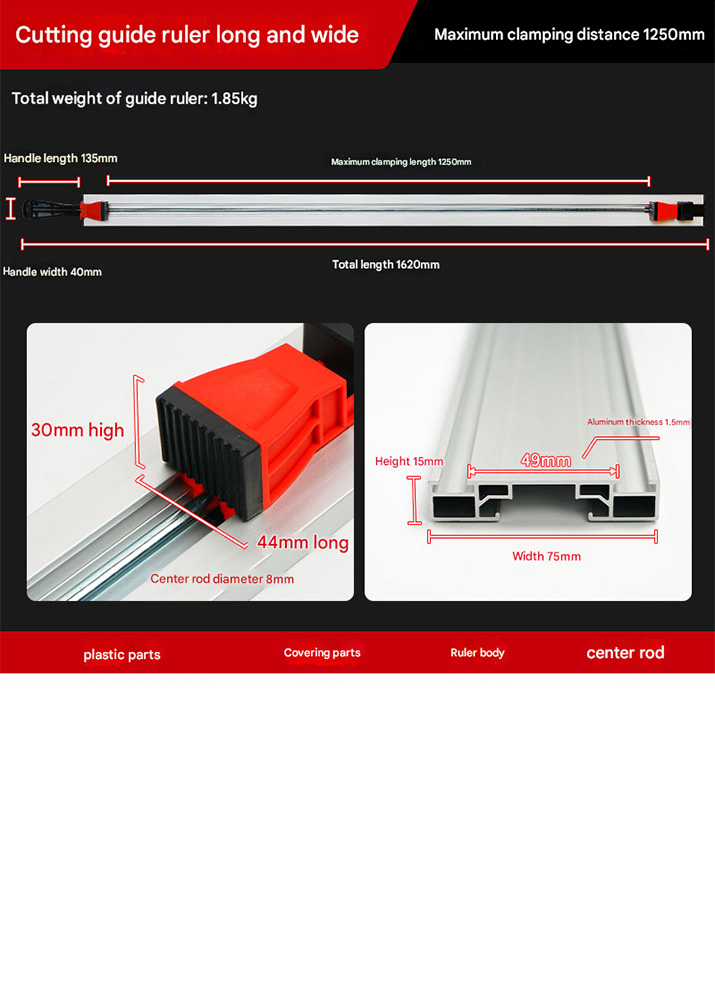 Cutting guide ruler long and wide
Maximum clamping distance 1250mm
Total weight of guide ruler: 1.85kg
Handle length 135mm
Maximum clamping length 1250mm
Handle width 40mm
Total length 1620mm
30mm high
44mm long
Center rod diameter 8mm
Aluminum thickness 1.5mm
49mm
Height 15mm
Width 75mm
plastic parts
Covering parts
Ruler body
center rod